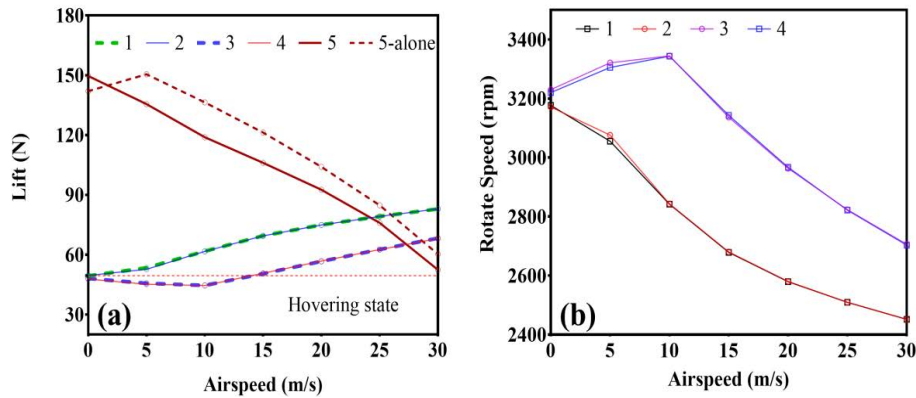 180
150
120
90
60
30
Lift (N)
1 2 3 4 5 5-alone
Hovering state
(a)
0 5 10 15 20 25 30
Airspeed (m/s)
3400
3200
3000
2800
2600
2400
Rotate Speed (rpm)
1 2 3 4
(b)
0 5 10 15 20 25 30
Airspeed (m/s)